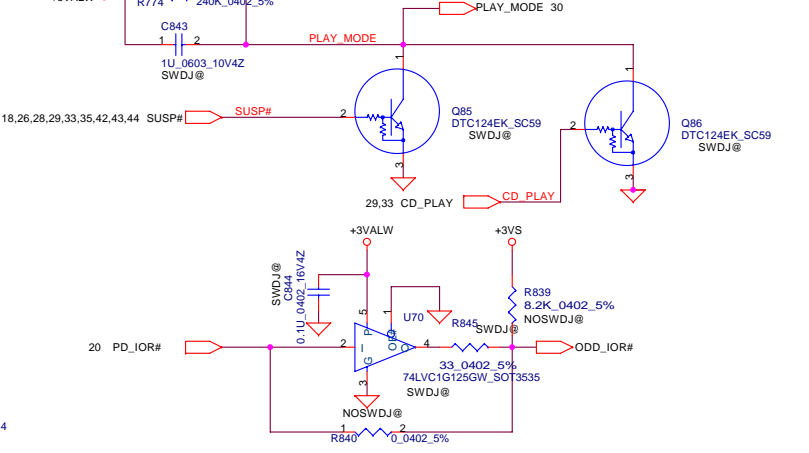 R774
240K_0402_5%
PLAY_MODE 30
C843
1 2
PLAY_MODE
1U_0603_10V4Z
SWDJ@
1
1
18,26,28,29,33,35,42,43,44 SUSP#
SUSP#
2
Q85
DTC124EK_SC59
SWDJ@
2
Q86
DTC124EK_SC59
SWDJ@
3
3
29,33 CD_PLAY
CD_PLAY
+3VALW
+3VS
SWDJ@
C844
0.1U_0402_16V4Z
R839
8.2K_0402_5%
NOSWDJ@
5
1
U70
P
OE#
R845
SWDJ@
20 PD_IOR#
2
I
O
4
ODD_IOR#
G
33_0402_5%
3
74LVC1G125GW_SOT3535
SWDJ@
NOSWDJ@
1 2
R840
0_0402_5%
4